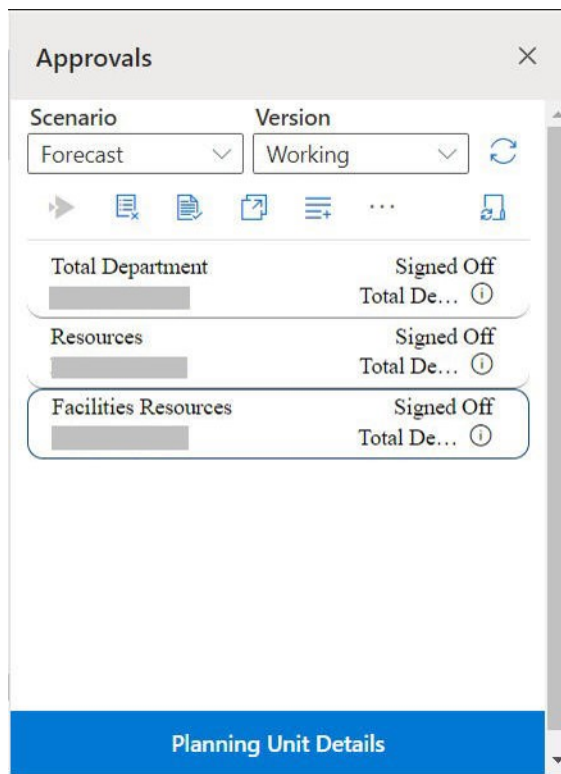 Approvals
Scenario Version
Forecast Working
...
Total Department Signed Off
Total De...
Resources Signed Off
Total De...
Facilities Resources Signed Off
Total De...
Planning Unit Details